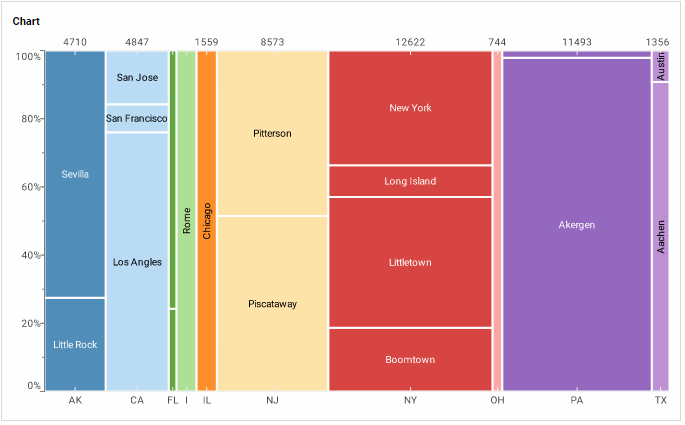 Chart
4710 4847 1559 8573 12622 744 11493 1356
100%
80%
60%
40%
20%
0%
Sevilla
Little Rock
San Jose
San Francisco
Los Angles
Rome
Chicago
Pitterson
Piscataway
New York
Long Island
Littletown
Boorntown
Akergen
Austin
Aachen
AK CA FL I IL NJ NY OH PA TX